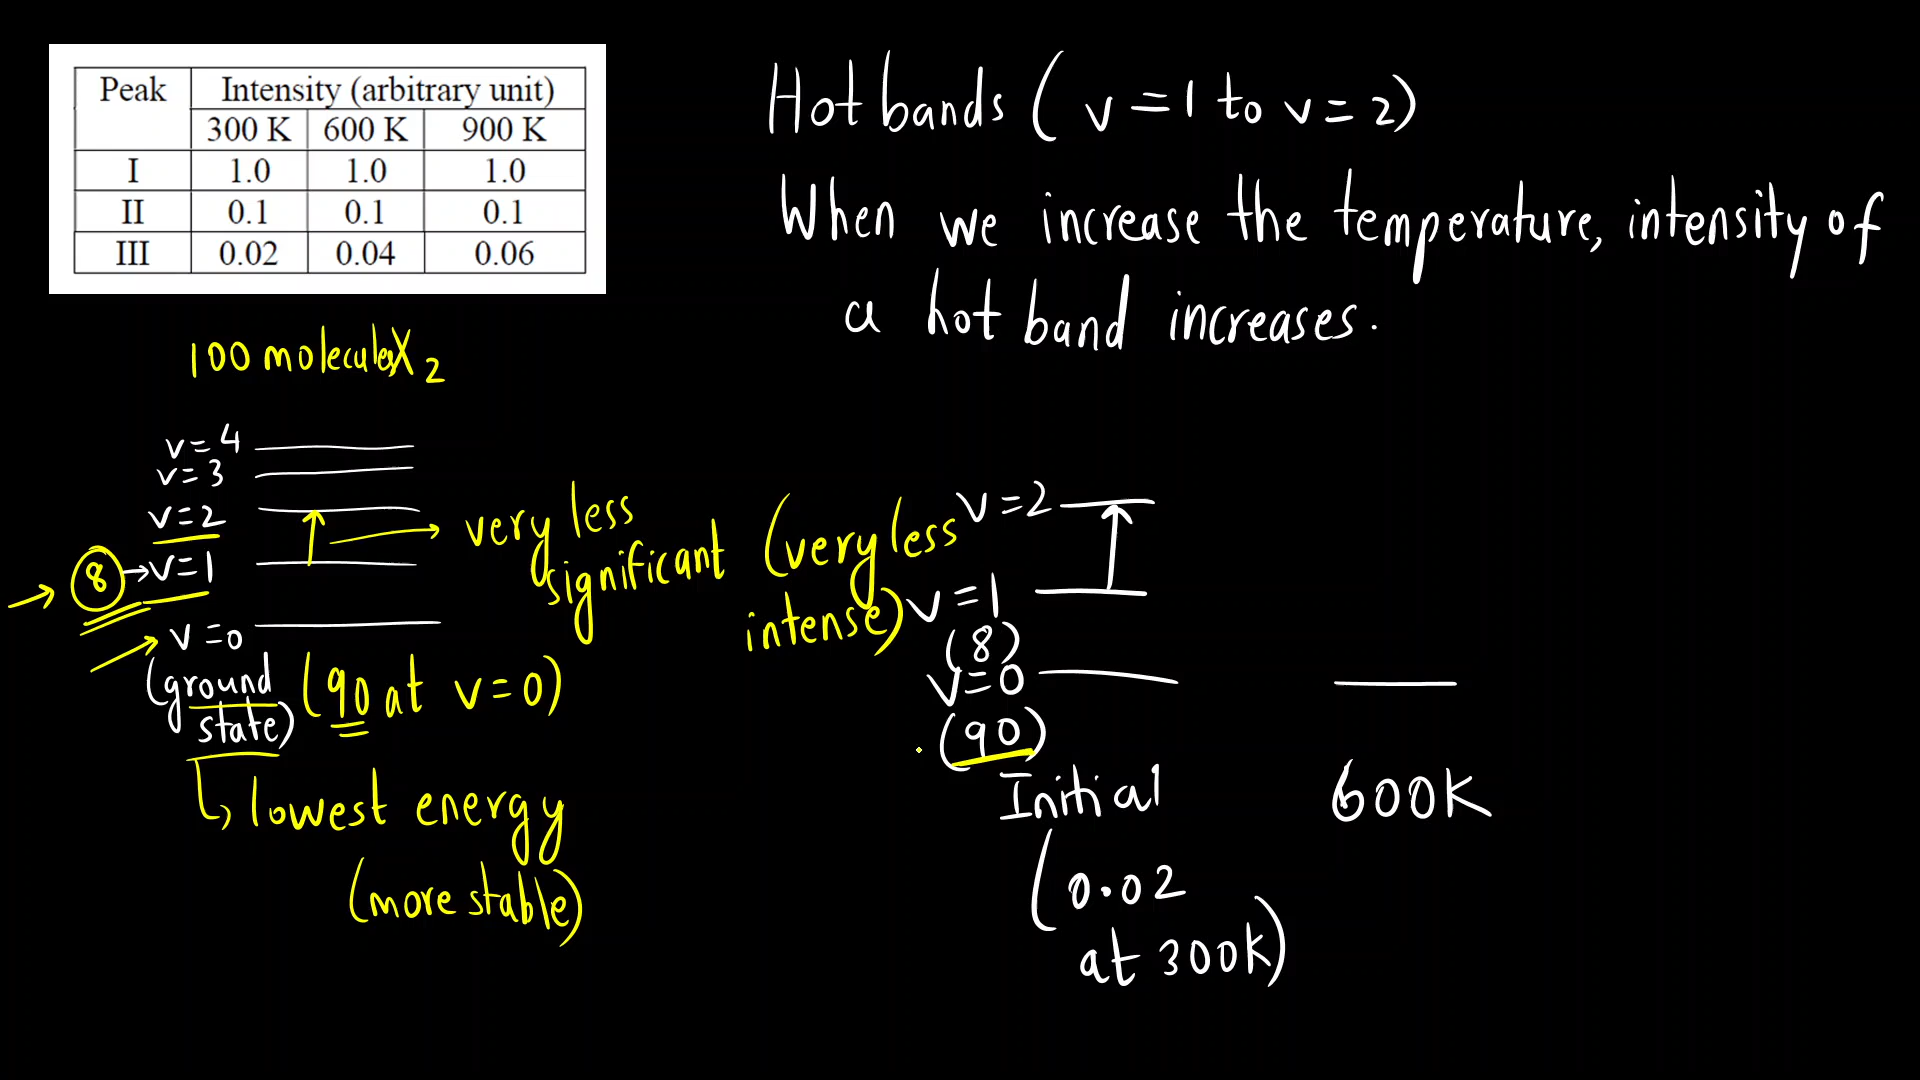 Peak Intensity (arbitrary unit)
300 K 600 K 900 K
I 1.0 1.0 1.0
II 0.1 0.1 0.1
III 0.02 0.04 0.06
Hot bands ( v = 1 to v = 2)
When we increase the temperature, intensity of
a hot band increases.
100 molecules X2
v = 4
v = 3
v = 2
8 → v = 1
v = 0
(ground
state)
(90 at v = 0)
lowest energy
(more stable)
very less
significant
(very less
intense)
v = 2
v = 1
(8)
v = 0
(90)
Initial
(0.02
at 300K)
600K